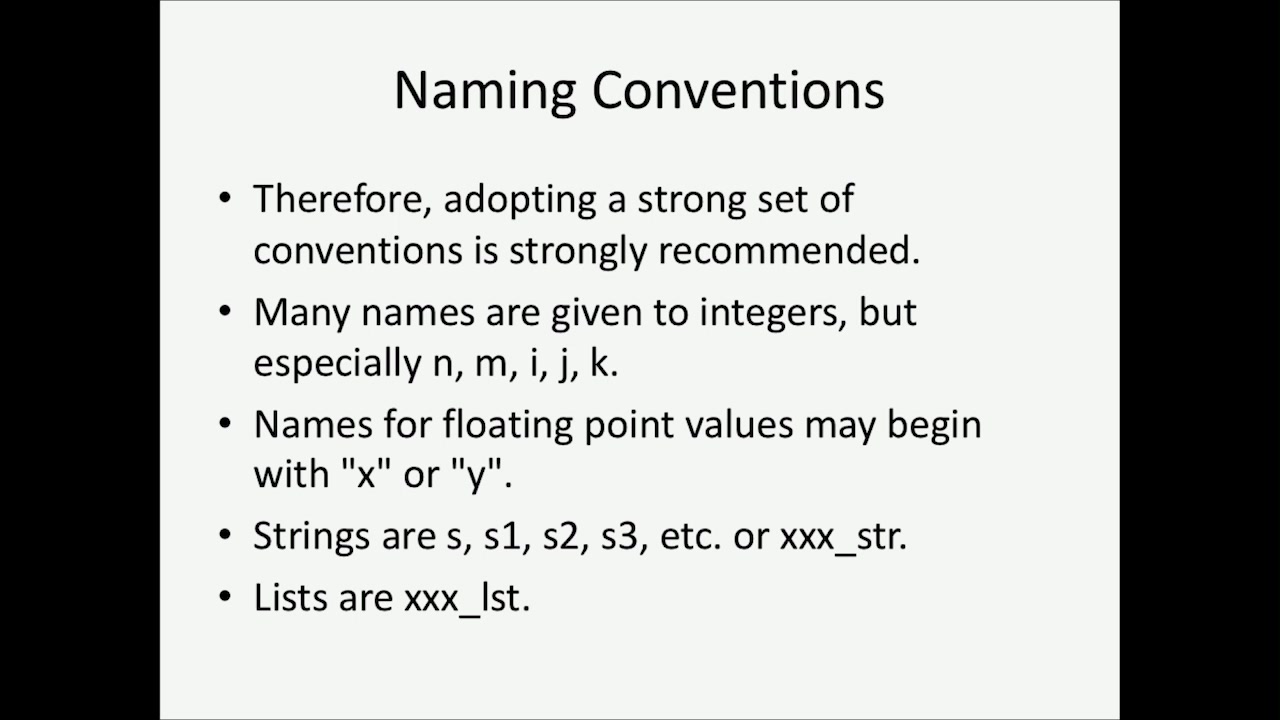 Naming Conventions
• Therefore, adopting a strong set of
conventions is strongly recommended.
• Many names are given to integers, but
especially n, m, i, j, k.
• Names for floating point values may begin
with "x" or "y".
• Strings are s, s1, s2, s3, etc. or xxx_str.
• Lists are xxx_lst.